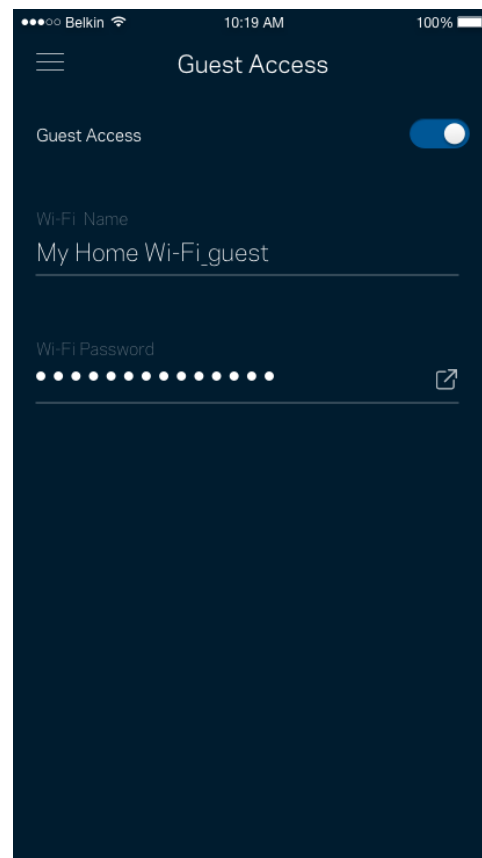 Belkin 10:19 AM 100%
Guest Access
Guest Access
Wi-Fi Name
My Home Wi-Fi_guest
Wi-Fi Password
●●●●●●●●●●●●●●